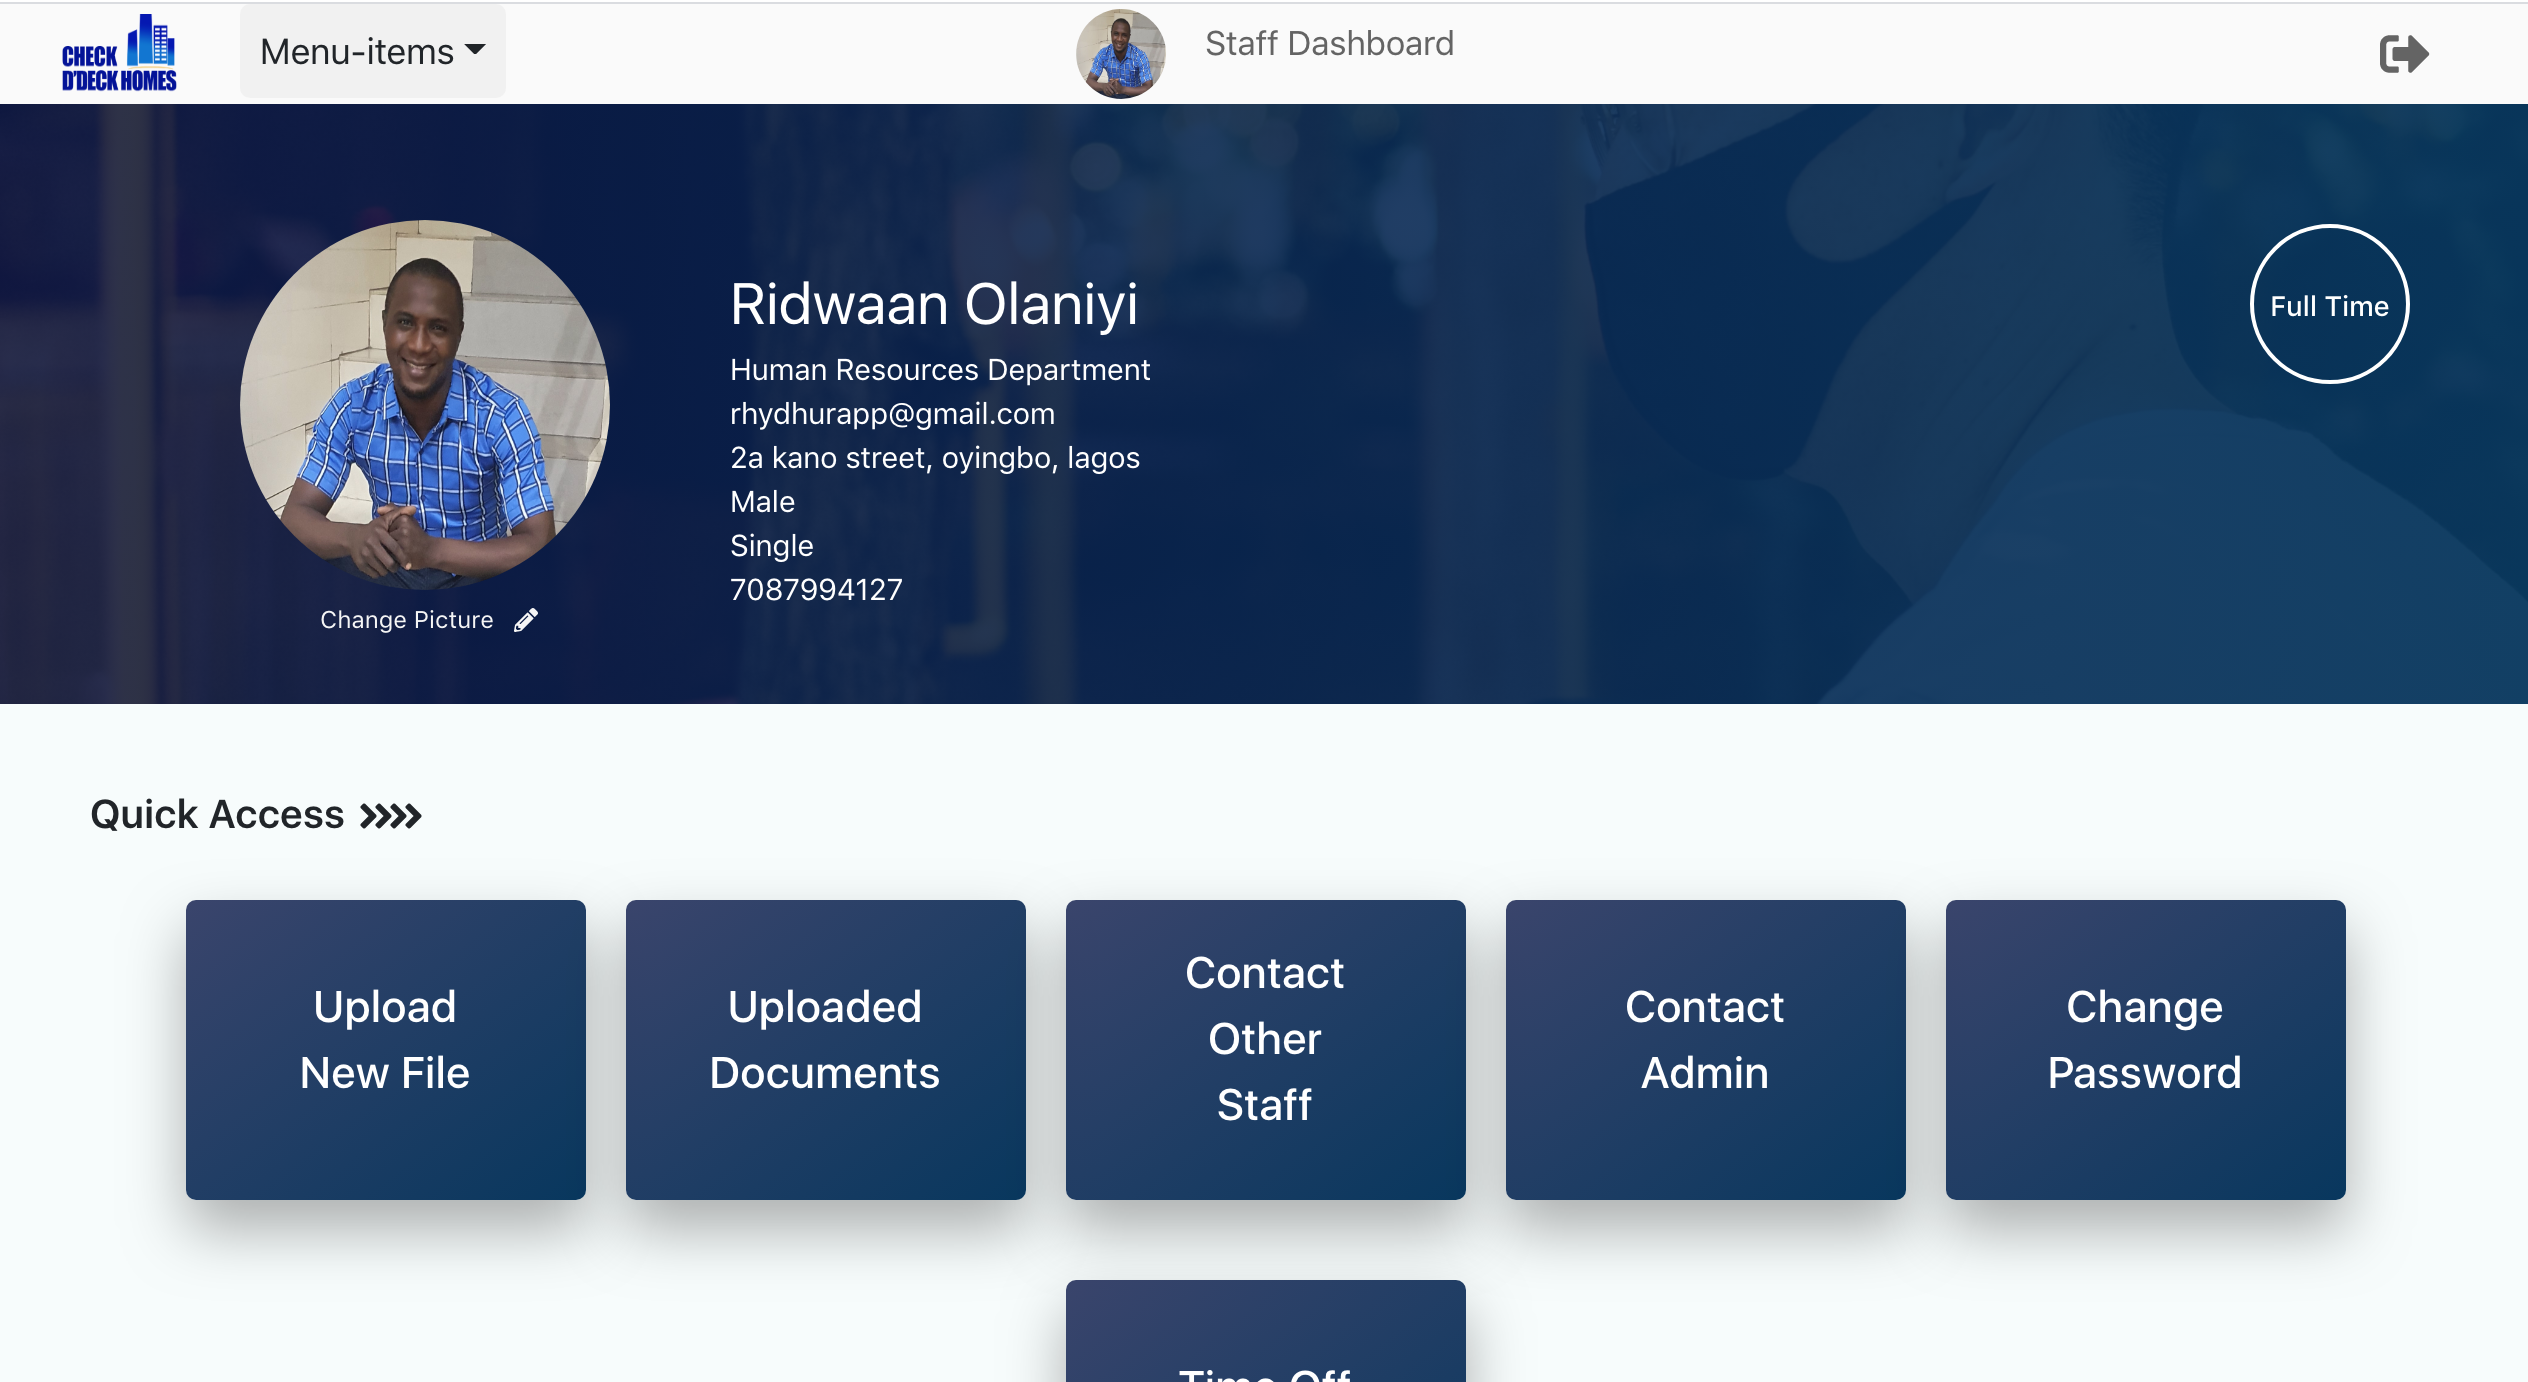 CHECK
D'DECK HOMES
Menu-items
Staff Dashboard
Ridwaan Olaniyi
Human Resources Department
rhydhurapp@gmail.com
2a kano street, oyingbo, lagos
Male
Single
7087994127
Full Time
Change Picture
Quick Access
Upload
New File
Uploaded
Documents
Contact
Other
Staff
Contact
Admin
Change
Password
Time Off